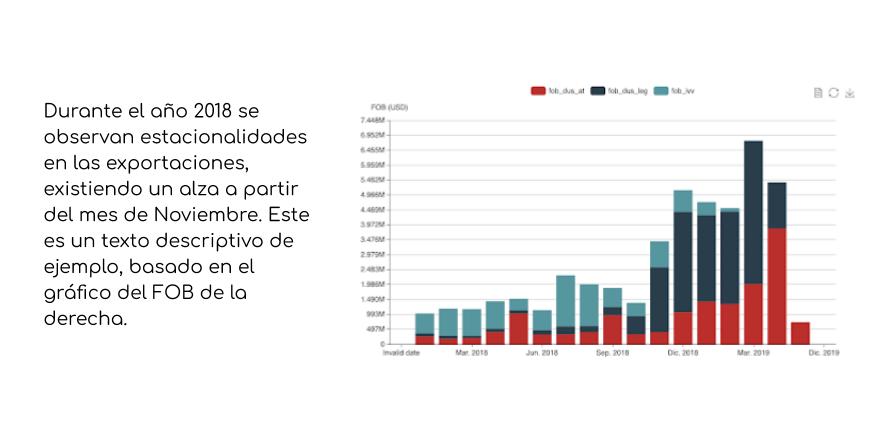 Durante el año 2018 se
observan estacionalidades
en las exportaciones,
existiendo un alza a partir
del mes de Noviembre. Este
es un texto descriptivo de
ejemplo, basado en el
gráfico del FOB de la
derecha.
fob_dus_at fob_dus_leg fob_ivv
FOB (USD)
7.448M
6.952M
6.455M
5.959M
5.462M
4.966M
4.469M
3.972M
3.476M
2.979M
2.483M
1.986M
1.490M
993M
497M
0
Invalid date Mar. 2018 Jun. 2018 Sep. 2018 Dic. 2018 Mar. 2019 Dic. 2019